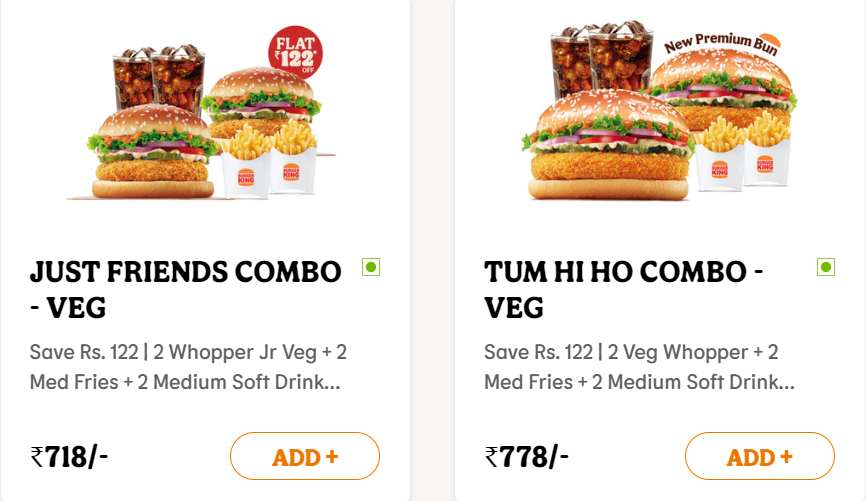 FLAT
₹122*
OFF
BURGER
KING
BURGER
KING
JUST FRIENDS COMBO
- VEG
Save Rs. 122 | 2 Whopper Jr Veg + 2
Med Fries + 2 Medium Soft Drink...
₹718/-
ADD +
New Premium Bun
BURGER
KING
BURGER
KING
TUM HI HO COMBO -
VEG
Save Rs. 122 | 2 Veg Whopper + 2
Med Fries + 2 Medium Soft Drink...
₹778/-
ADD +